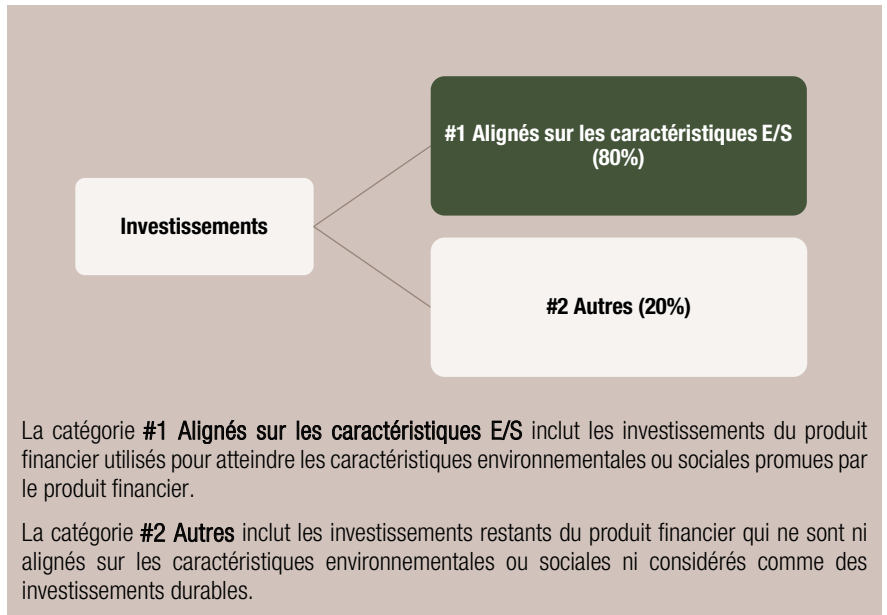 #1 Alignés sur les caractéristiques E/S
(80%)
Investissements
#2 Autres (20%)
La catégorie #1 Alignés sur les caractéristiques E/S inclut les investissements du produit
financier utilisés pour atteindre les caractéristiques environnementales ou sociales promues par
le produit financier.
La catégorie #2 Autres inclut les investissements restants du produit financier qui ne sont ni
alignés sur les caractéristiques environnementales ou sociales ni considérés comme des
investissements durables.